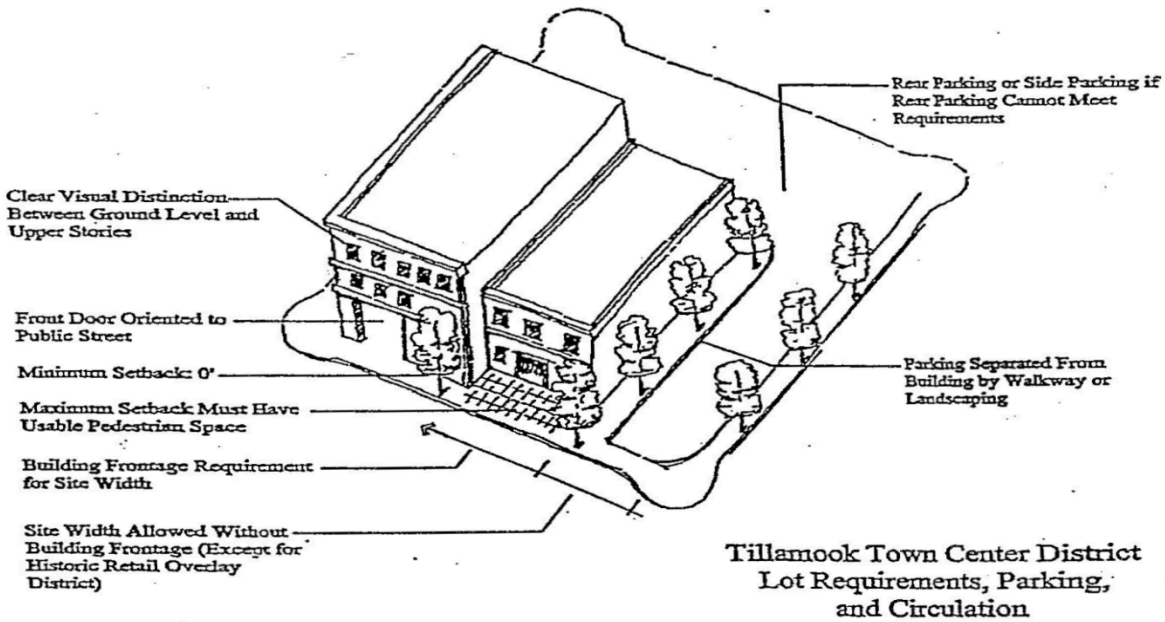 Rear Parking or Side Parking if
Rear Parking Cannot Meet
Requirements
Clear Visual Distinction
Between Ground Level and
Upper Stories
Front Door Oriented to
Public Street
Minimum Setback: 0'
Parking Separated From
Building by Walkway or
Landscaping
Maximum Setback Must Have
Usable Pedestrian Space
Building Frontage Requirement
for Site Width
Site Width Allowed Without
Building Frontage (Except for
Historic Retail Overlay
District)
Tillamook Town Center District
Lot Requirements, Parking,
and Circulation